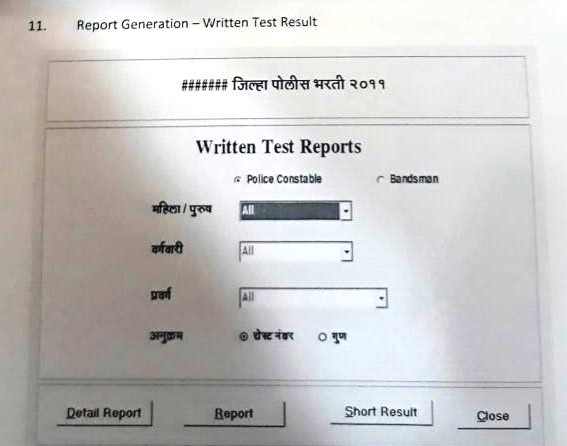 11. Report Generation – Written Test Result
####### जिल्हा पोलीस भरती २०११
Written Test Reports
Police Constable Bandsman
महिला / पुरुष All
वर्गवारी All
प्रवर्ग All
अनुक्रम चेस्ट नंबर गुण
Detail Report Report Short Result Close